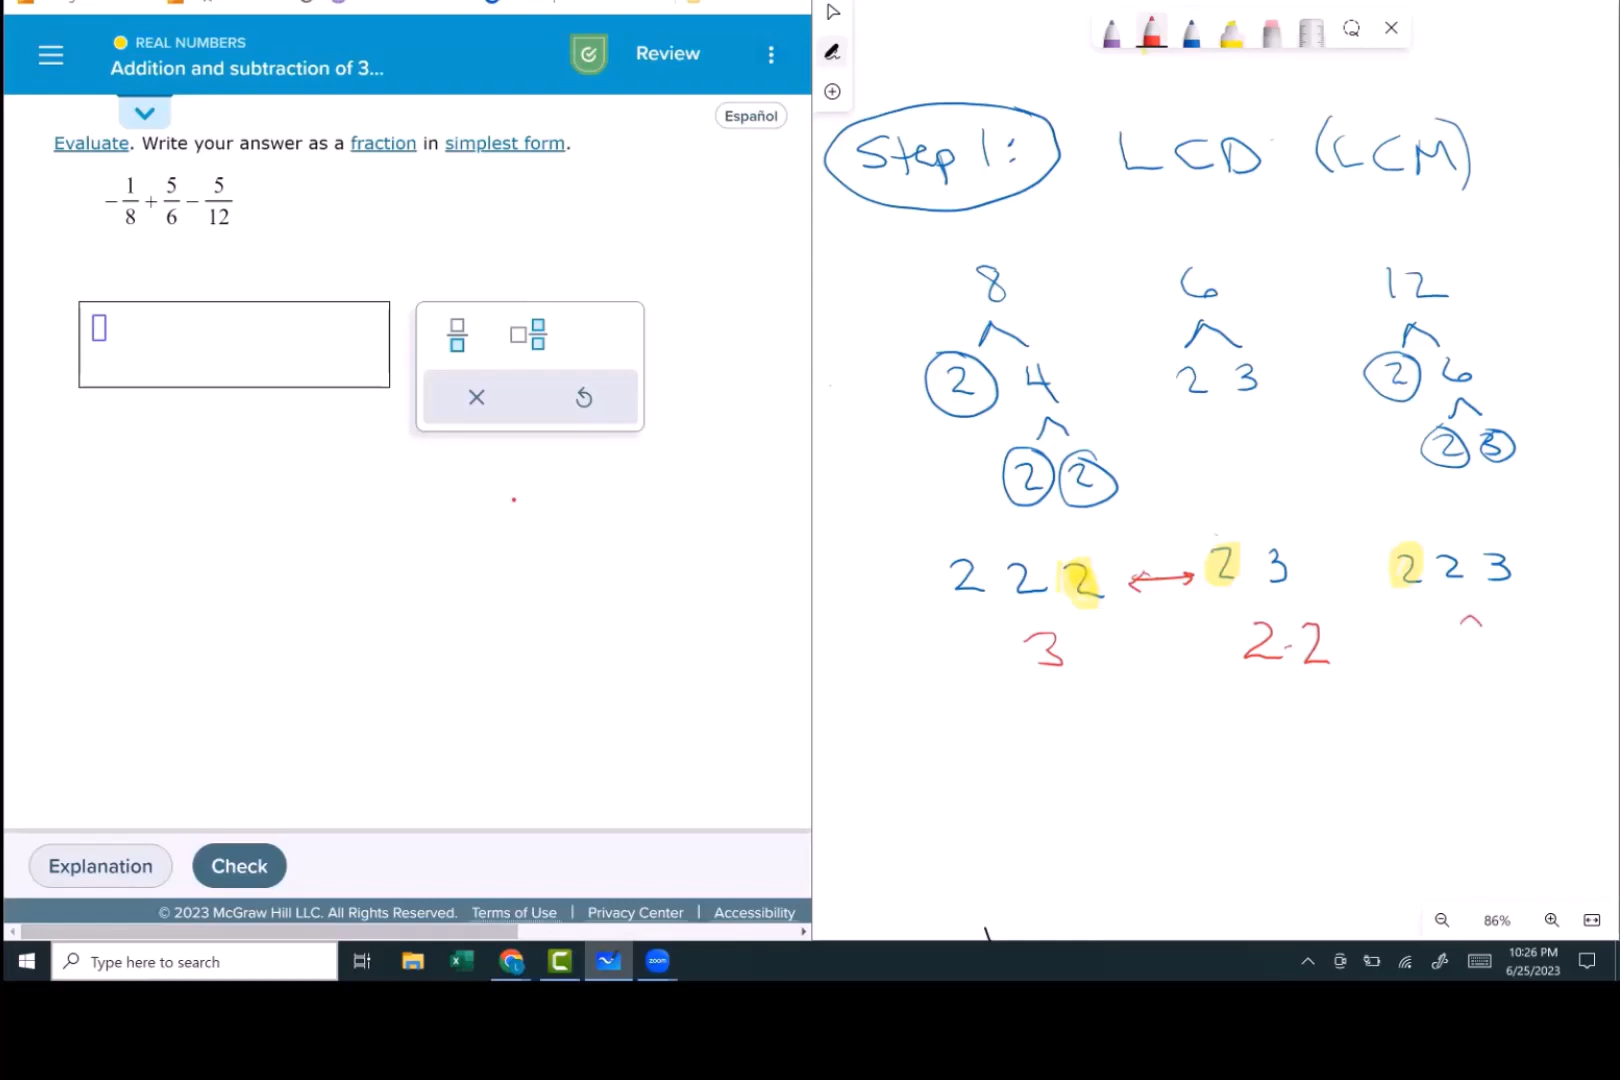 REAL NUMBERS
Addition and subtraction of 3...
Review
Español
Evaluate. Write your answer as a fraction in simplest form.
-1/8 + 5/6 - 5/12
Explanation
Check
© 2023 McGraw Hill LLC. All Rights Reserved. Terms of Use | Privacy Center | Accessibility
Step 1: LCD (LCM)
8 6 12
2 4 2 3 2 6
2 2 2 3
2 2 2 2 3 2 2 3
3 2·2
86%
Type here to search
zoom
10:26 PM
6/25/2023